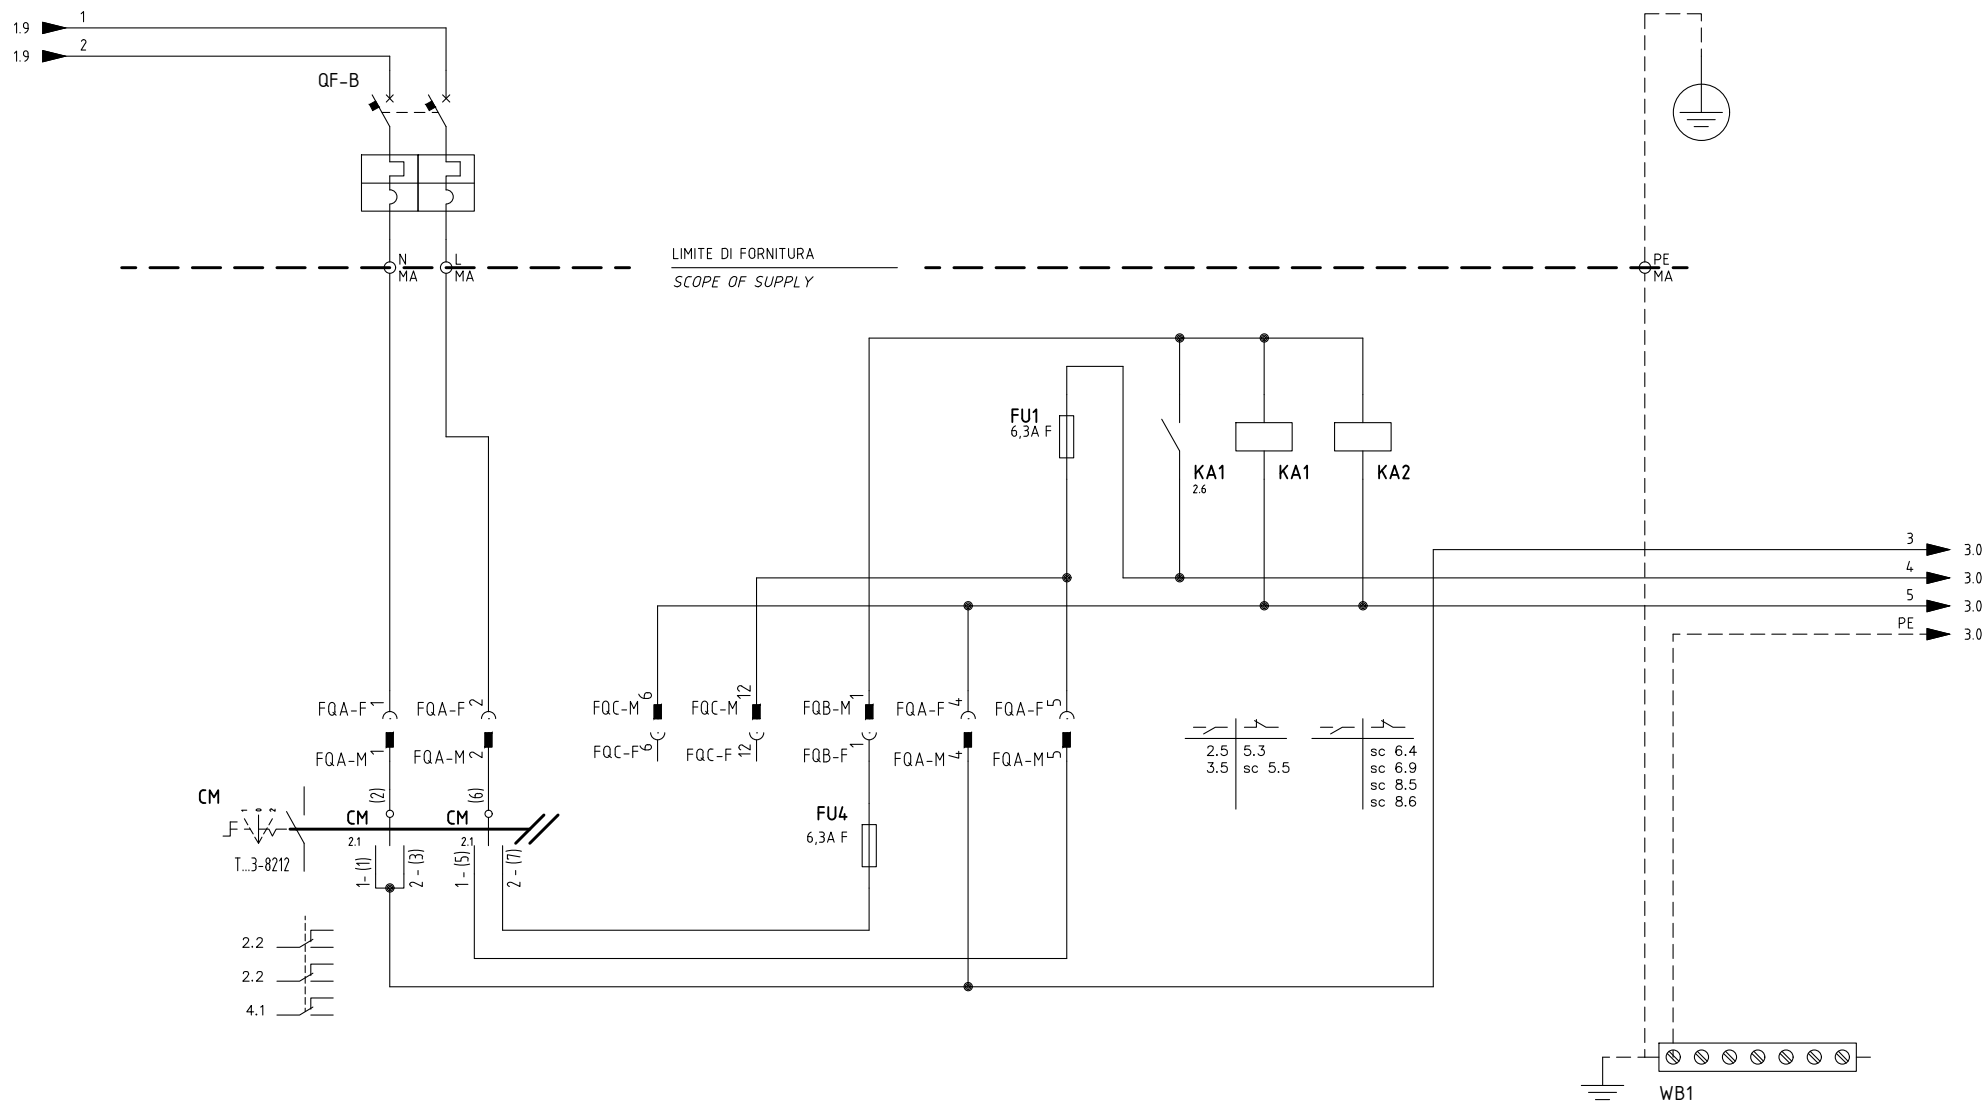 1.9 1
1.9 2
QF-B
N MA
L MA
LIMITE DI FORNITURA
SCOPE OF SUPPLY
PE
MA
FU1
6,3A F
KA1
2.6
KA1
KA2
3 3.0
4 3.0
5 3.0
PE 3.0
FQA-F 1
FQA-F 2
FQC-M 6
FQC-M 12
FQB-M 1
FQA-F 4
FQA-F 5
FQA-M 1
FQA-M 2
FQC-F 6
FQC-F 12
FQB-F 1
FQA-M 4
FQA-M 5
2.5 5.3
3.5 sc 5.5
sc 6.4
sc 6.9
sc 8.5
sc 8.6
CM
1 0 2
T...3-8212
(2)
CM
2.1
1- (1)
2 - (3)
(6)
CM
2.1
1 - (5)
2 - (7)
FU4
6,3A F
2.2
2.2
4.1
WB1